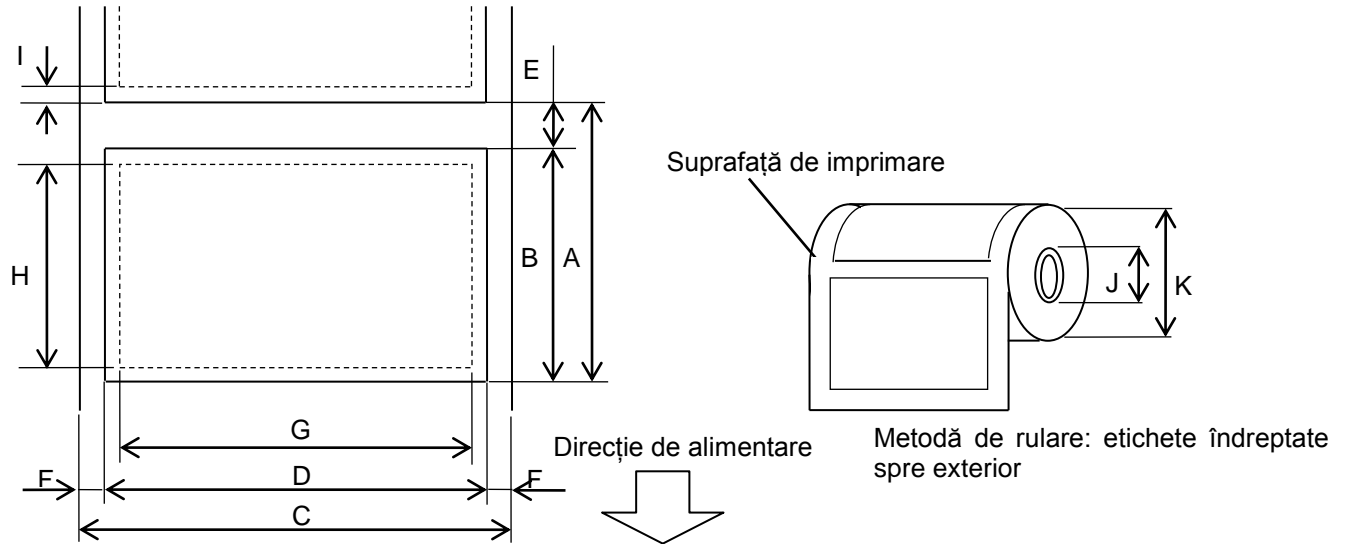 I
E
Suprafață de imprimare
H
B
A
J
K
G
Direcție de alimentare
Metodă de rulare: etichete îndreptate
spre exterior
F
D
F
C